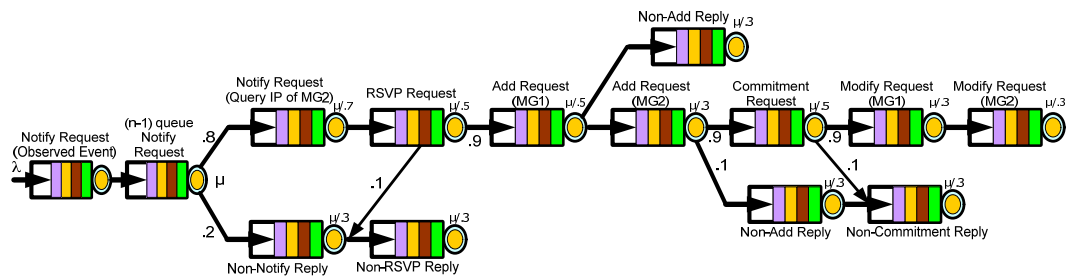 Non-Add Reply
μ/.3
Notify Request
(Query IP of MG2)
μ/.7
RSVP Request
μ/.5
Add Request
(MG1)
μ/.5
Add Request
(MG2)
μ/.3
Commitment
Request
μ/.5
Modify Request
(MG1)
μ/.3
Modify Request
(MG2)
μ/.3
Notify Request
(Observed Event)
λ
(n-1) queue
Notify
Request
μ
.8
.9
.9
.9
.1
.1
.1
.2
μ/.3
Non-Notify Reply
μ/.3
Non-RSVP Reply
μ/.3
Non-Add Reply
μ/.3
Non-Commitment Reply